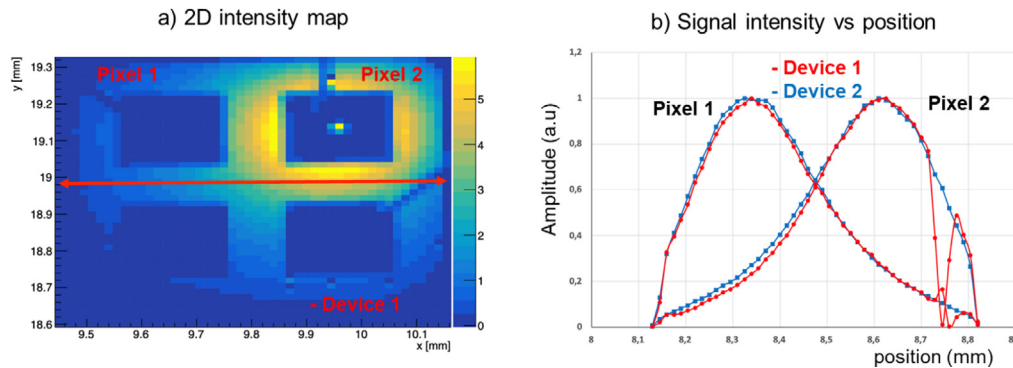 a) 2D intensity map
y [mm]
19.3
19.2
19.1
19
18.9
18.8
18.7
18.6
Pixel 1
Pixel 2
- Device 1
9.5
9.6
9.7
9.8
9.9
10
10.1
x [mm]
5
4
3
2
1
0
b) Signal intensity vs position
Amplitude (a.u)
1,2
1
0,8
0,6
0,4
0,2
0
- Device 1
- Device 2
Pixel 1
Pixel 2
8
8,1
8,2
8,3
8,4
8,5
8,6
8,7
8,8
position (mm)